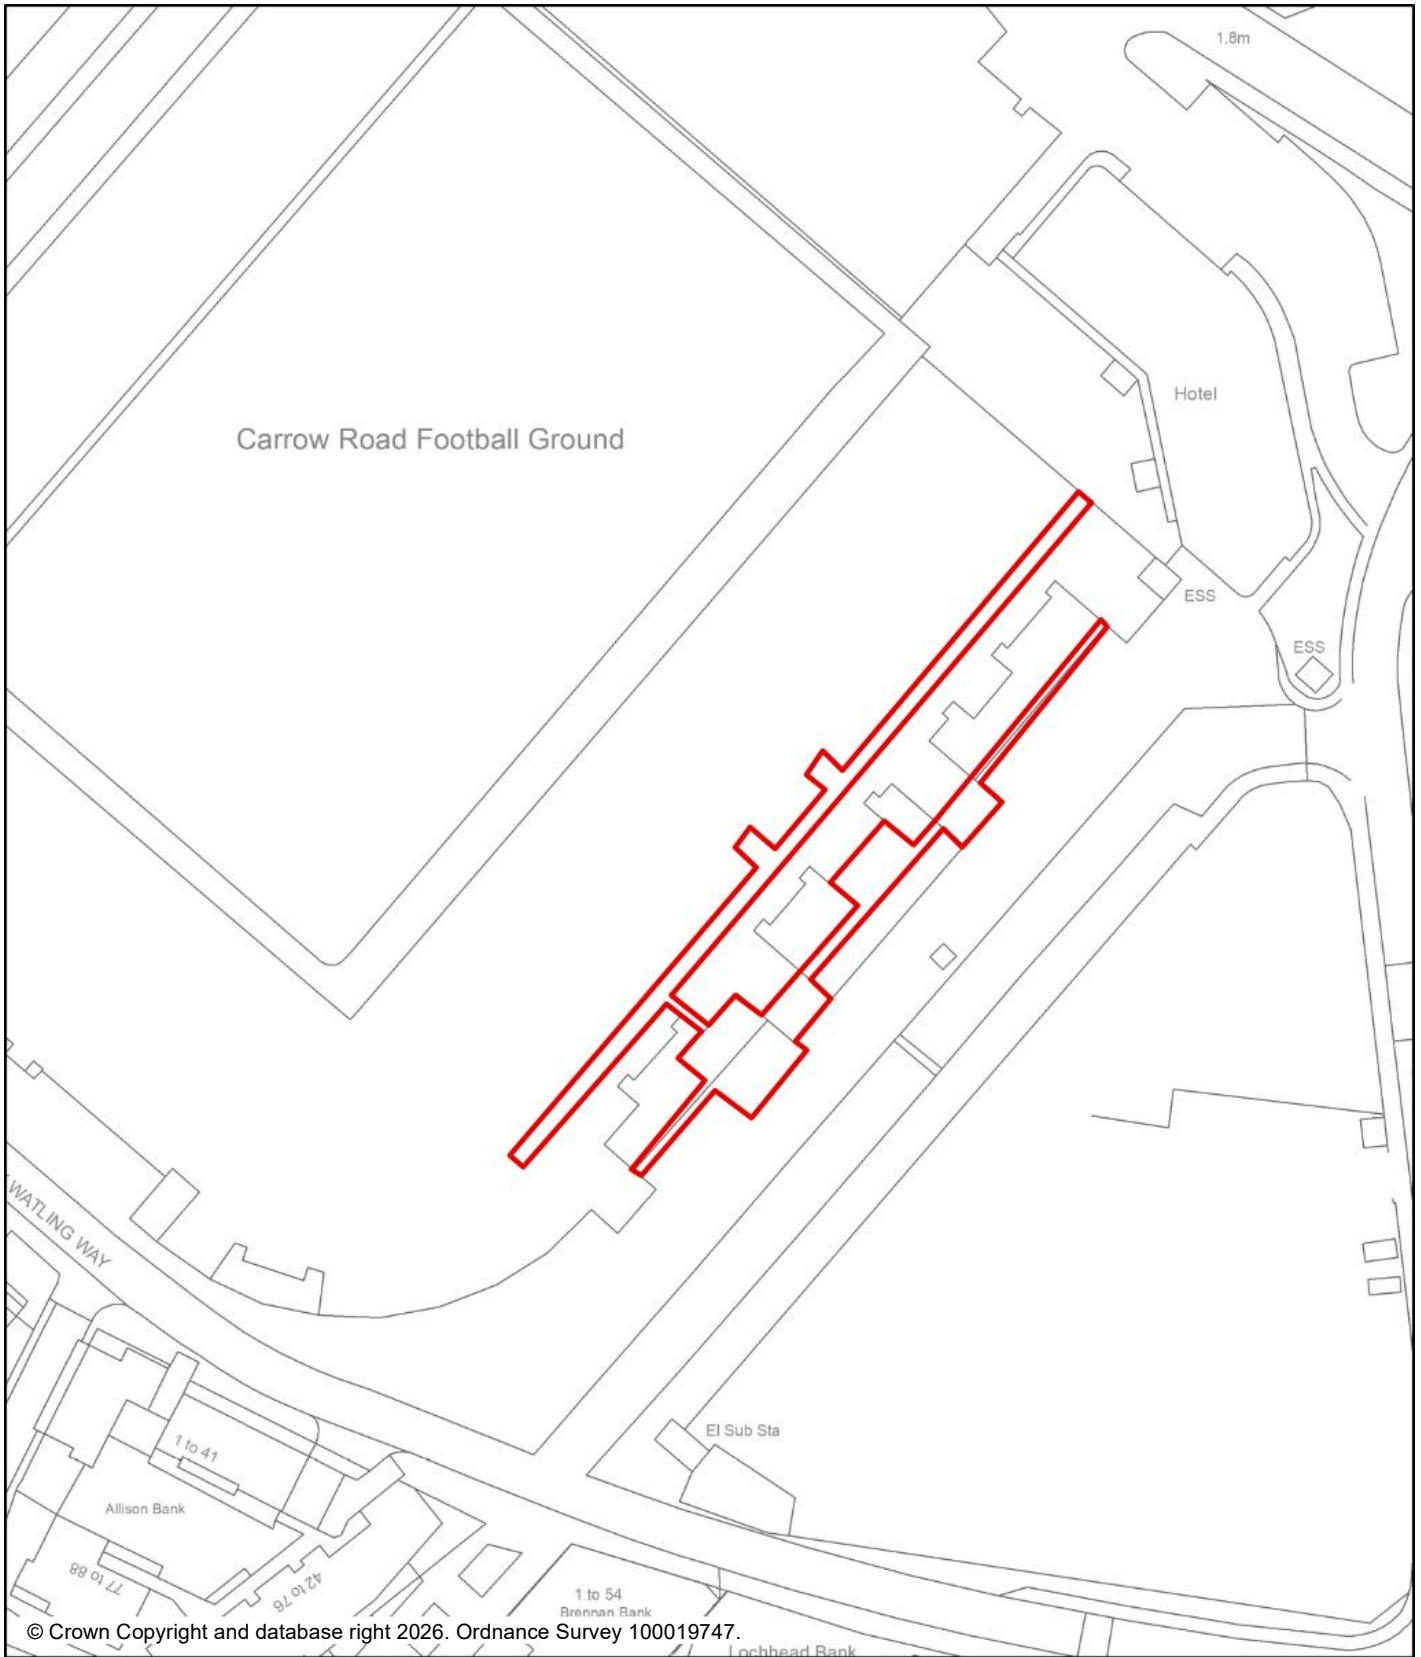 1.8m
Hotel
Carrow Road Football Ground
ESS
ESS
WATLING WAY
El Sub Sta
1 to 41
Allison Bank
77 to 88
42 to 76
1 to 54
Brennan Bank
© Crown Copyright and database right 2026. Ordnance Survey 100019747.
Lochhead Bank